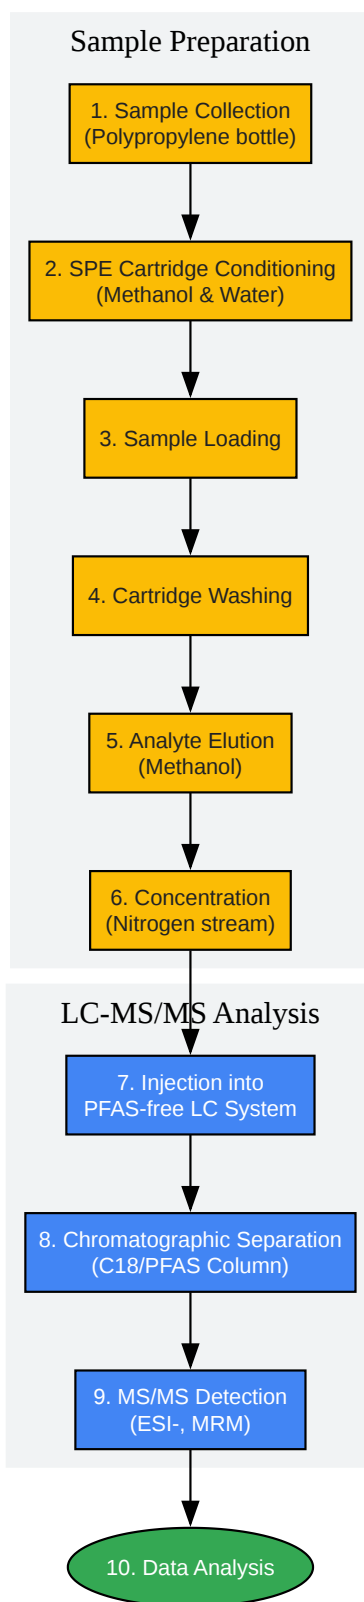 Sample Preparation
1. Sample Collection
(Polypropylene bottle)
2. SPE Cartridge Conditioning
(Methanol & Water)
3. Sample Loading
4. Cartridge Washing
5. Analyte Elution
(Methanol)
6. Concentration
(Nitrogen stream)
LC-MS/MS Analysis
7. Injection into
PFAS-free LC System
8. Chromatographic Separation
(C18/PFAS Column)
9. MS/MS Detection
(ESI-, MRM)
10. Data Analysis